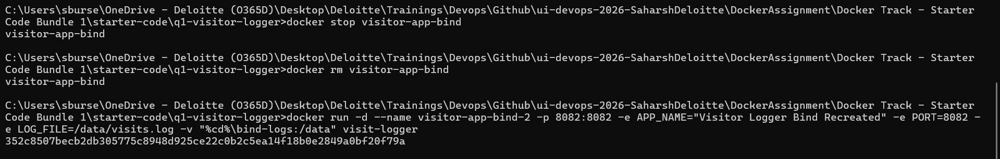 C:\Users\sburse\OneDrive - Deloitte (O365D)\Desktop\Deloitte\Trainings\Devops\Github\ui-devops-2026-SaharshDeloitte\DockerAssignment\Docker Track - Starter
Code Bundle 1\starter-code\q1-visitor-logger>docker stop visitor-app-bind
visitor-app-bind
C:\Users\sburse\OneDrive - Deloitte (O365D)\Desktop\Deloitte\Trainings\Devops\Github\ui-devops-2026-SaharshDeloitte\DockerAssignment\Docker Track - Starter
Code Bundle 1\starter-code\q1-visitor-logger>docker rm visitor-app-bind
visitor-app-bind
C:\Users\sburse\OneDrive - Deloitte (O365D)\Desktop\Deloitte\Trainings\Devops\Github\ui-devops-2026-SaharshDeloitte\DockerAssignment\Docker Track - Starter
Code Bundle 1\starter-code\q1-visitor-logger>docker run -d --name visitor-app-bind-2 -p 8082:8082 -e APP_NAME="Visitor Logger Bind Recreated" -e PORT=8082 -
e LOG_FILE=/data/visits.log -v "%cd%\bind-logs:/data" visit-logger
352c8507becb2db305775c8948d925ce22c0b2c5ea14f18b0e2849a0bf20f79a